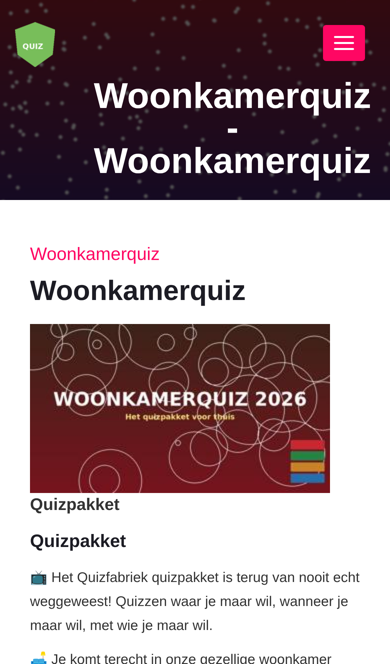 QUIZ
Woonkamerquiz
-
Woonkamerquiz
Woonkamerquiz
Woonkamerquiz
WOONKAMERQUIZ 2026
Het quizpakket voor thuis
Quizpakket
Quizpakket
📺 Het Quizfabriek quizpakket is terug van nooit echt
weggeweest! Quizzen waar je maar wil, wanneer je
maar wil, met wie je maar wil.
🛋️ Je komt terecht in onze gezellige woonkamer